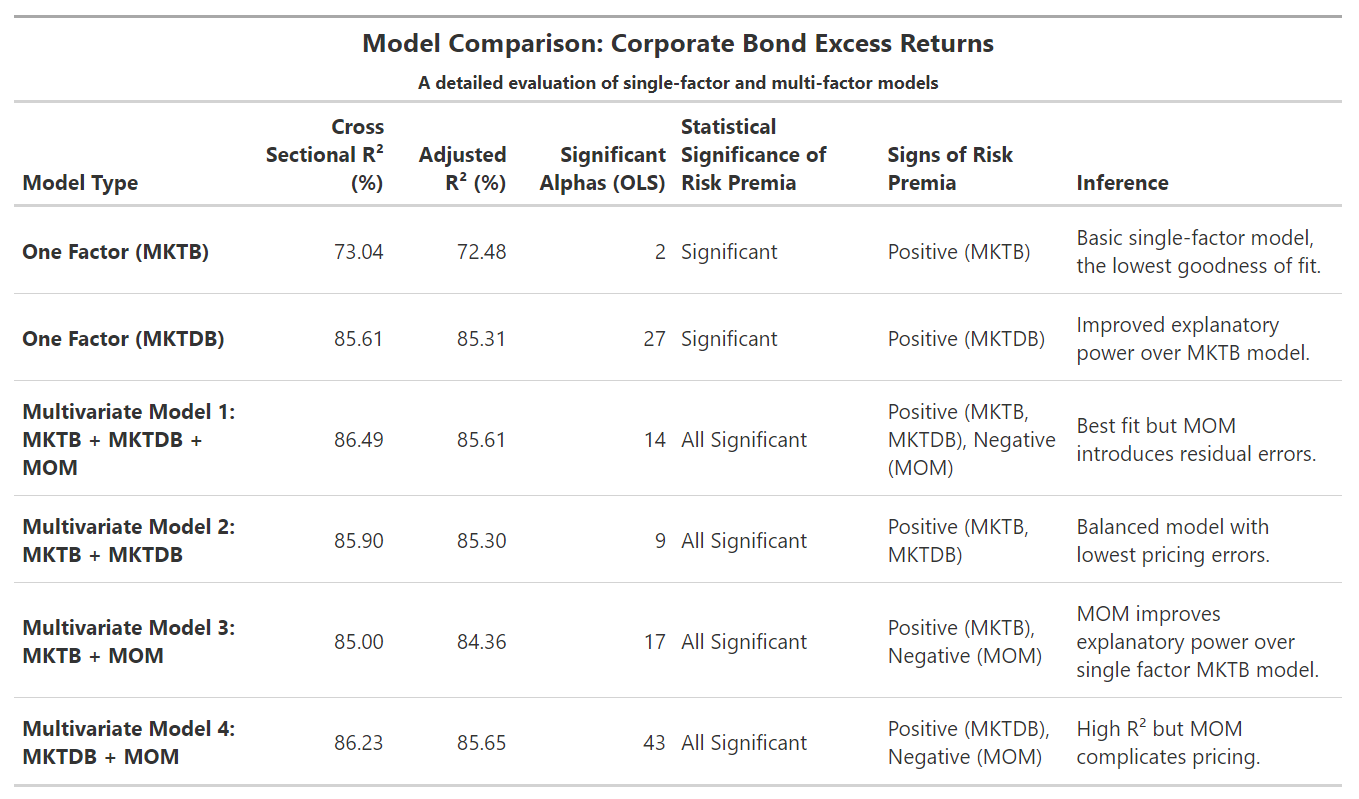 Model Comparison: Corporate Bond Excess Returns
A detailed evaluation of single-factor and multi-factor models
Model Type
Cross
Sectional R²
(%)
Adjusted
R² (%)
Significant
Alphas (OLS)
Statistical
Significance of
Risk Premia
Signs of Risk
Premia
Inference
One Factor (MKTB)
73.04
72.48
2
Significant
Positive (MKTB)
Basic single-factor model,
the lowest goodness of fit.
One Factor (MKTDB)
85.61
85.31
27
Significant
Positive (MKTDB)
Improved explanatory
power over MKTB model.
Multivariate Model 1:
MKTB + MKTDB +
MOM
86.49
85.61
14
All Significant
Positive (MKTB,
MKTDB), Negative
(MOM)
Best fit but MOM
introduces residual errors.
Multivariate Model 2:
MKTB + MKTDB
85.90
85.30
9
All Significant
Positive (MKTB,
MKTDB)
Balanced model with
lowest pricing errors.
Multivariate Model 3:
MKTB + MOM
85.00
84.36
17
All Significant
Positive (MKTB),
Negative (MOM)
MOM improves
explanatory power over
single factor MKTB model.
Multivariate Model 4:
MKTDB + MOM
86.23
85.65
43
All Significant
Positive (MKTDB),
Negative (MOM)
High R² but MOM
complicates pricing.